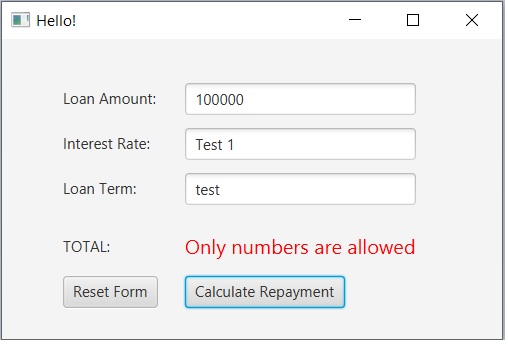 Hello!
Loan Amount: 100000
Interest Rate: Test 1
Loan Term: test
TOTAL: Only numbers are allowed
Reset Form Calculate Repayment